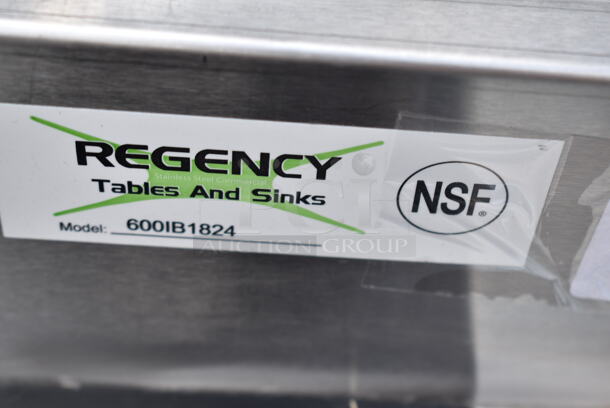 REGENCY
Stainless Steel Commercial
Tables And Sinks
Model: 600IB1824
NSF®
AUCTION GROUP